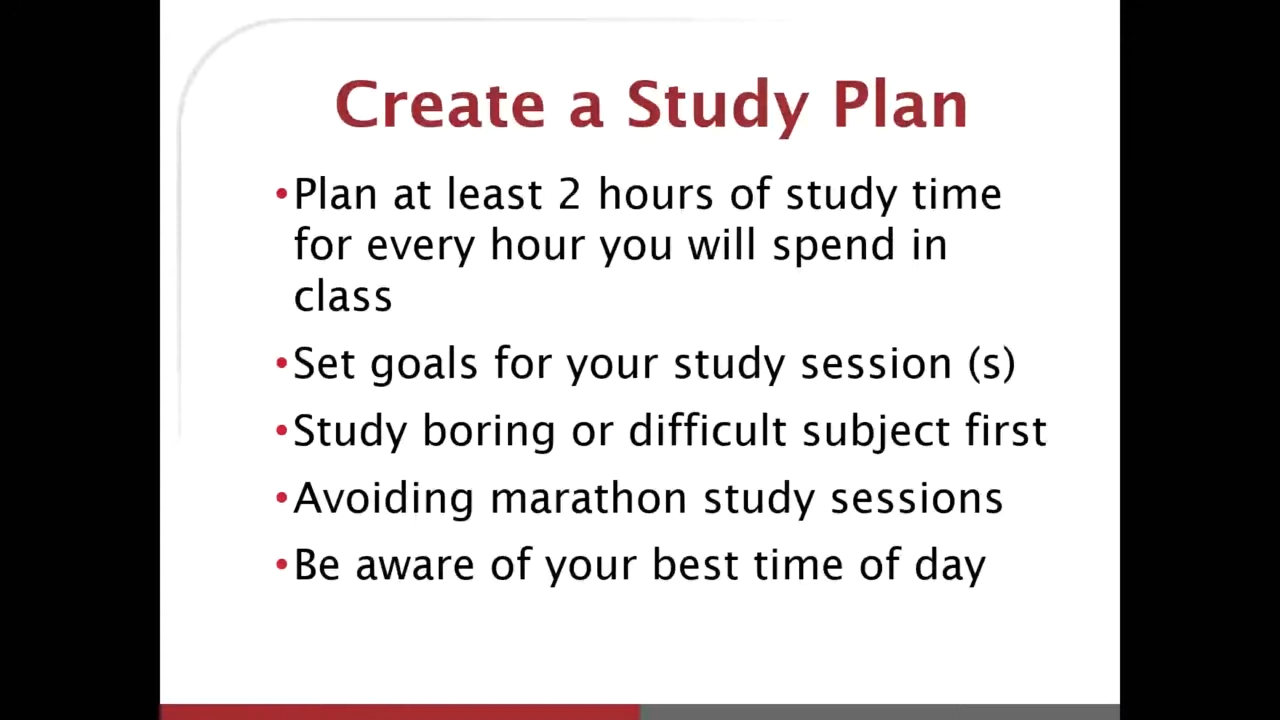 Create a Study Plan
•Plan at least 2 hours of study time
for every hour you will spend in
class
•Set goals for your study session (s)
•Study boring or difficult subject first
•Avoiding marathon study sessions
•Be aware of your best time of day